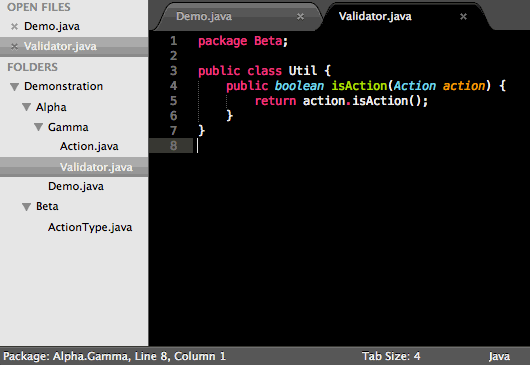 OPEN FILES
× Demo.java
× Validator.java
FOLDERS
▼ Demonstration
▼ Alpha
▼ Gamma
Action.java
Validator.java
Demo.java
▼ Beta
ActionType.java
Demo.java ×
Validator.java ×
1 package Beta;
2
3 public class Util {
4     public boolean isAction(Action action) {
5         return action.isAction();
6     }
7 }
8
Package: Alpha.Gamma, Line 8, Column 1
Tab Size: 4
Java